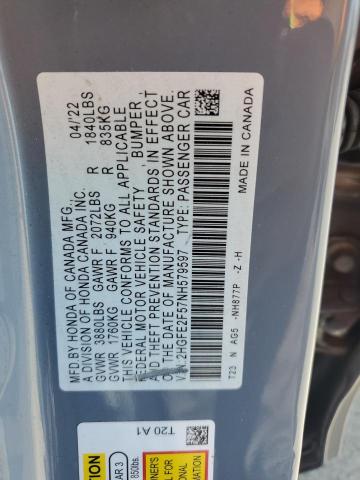 MFD BY HONDA OF CANADA MFG., 04/'22
A DIVISION OF HONDA CANADA INC.
GVWR 3880LBS GAWR F 2072LBS R 1840LBS
GVWR 1760KG GAWR F 940KG R 835KG
THIS VEHICLE CONFORMS TO ALL APPLICABLE
FEDERAL MOTOR VEHICLE SAFETY, BUMPER,
AND THEFT PREVENTION STANDARDS IN EFFECT
ON THE DATE OF MANUFACTURE SHOWN ABOVE.
V.I.N.:2HGFE2F57NH579597 TYPE: PASSENGER CAR
T23 N AG5 -NH877P -Z -H
MADE IN CANADA
T20 A1
850lbs.